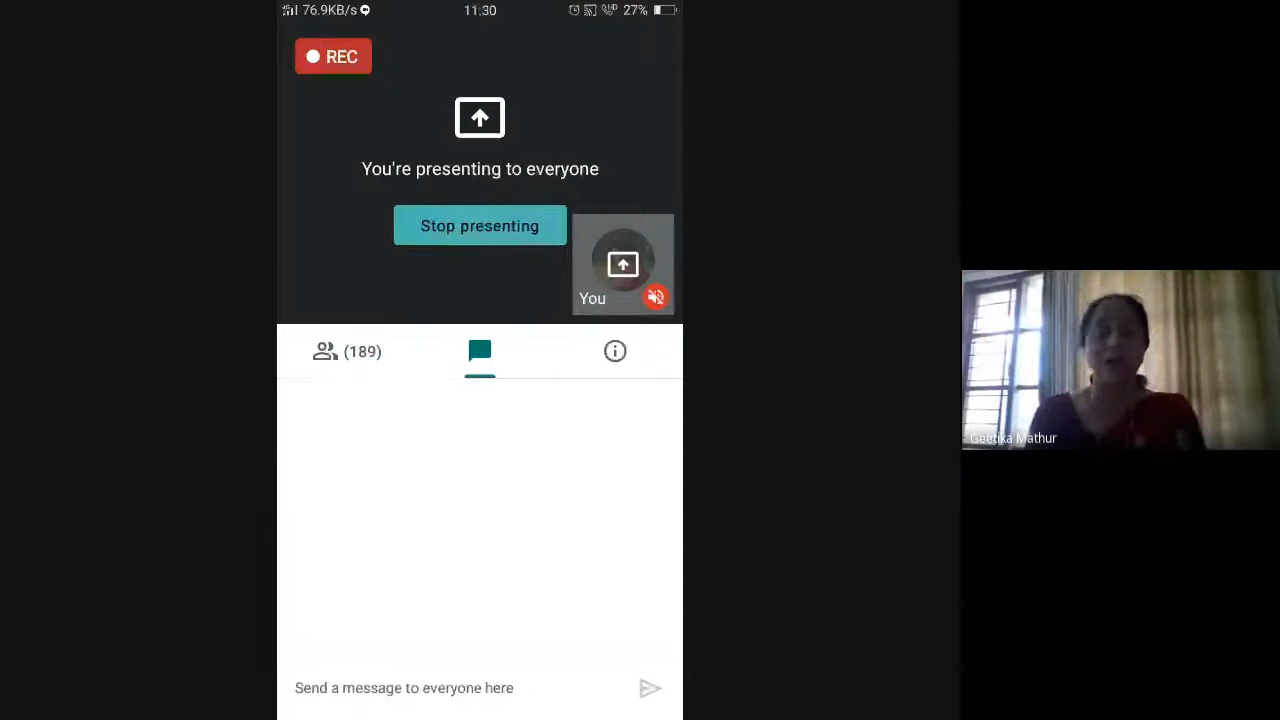 76.9KB/s 11:30 27%
REC
You're presenting to everyone
Stop presenting
You
(189)
Geetika Mathur
Send a message to everyone here